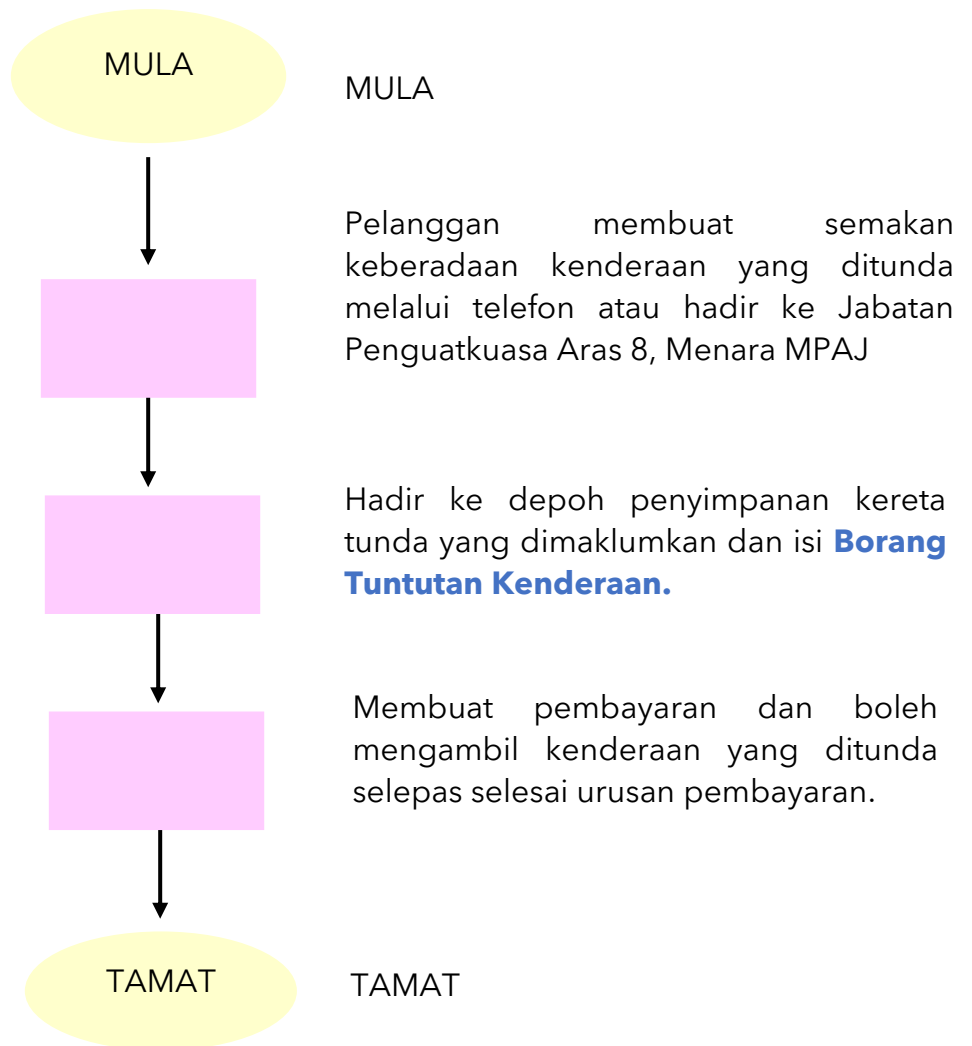 MULA
MULA
Pelanggan membuat semakan
keberadaan kenderaan yang ditunda
melalui telefon atau hadir ke Jabatan
Penguatkuasa Aras 8, Menara MPAJ
Hadir ke depoh penyimpanan kereta
tunda yang dimaklumkan dan isi Borang
Tuntutan Kenderaan.
Membuat pembayaran dan boleh
mengambil kenderaan yang ditunda
selepas selesai urusan pembayaran.
TAMAT
TAMAT